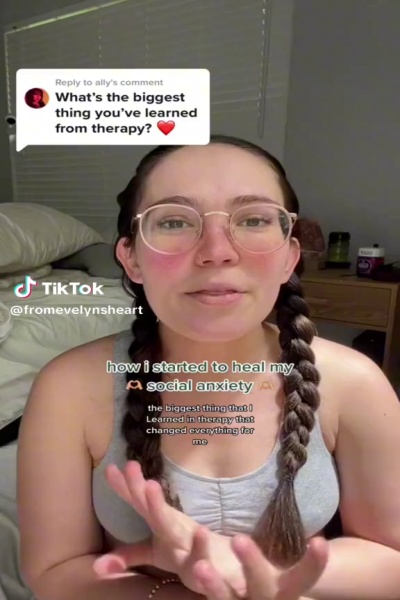 Reply to ally's comment
What's the biggest
thing you've learned
from therapy? ❤️
TikTok
@fromevelynsheart
how i started to heal my
🫶🏼 social anxiety 🫶🏼
the biggest thing that I
Learned in therapy that
changed everything for
me